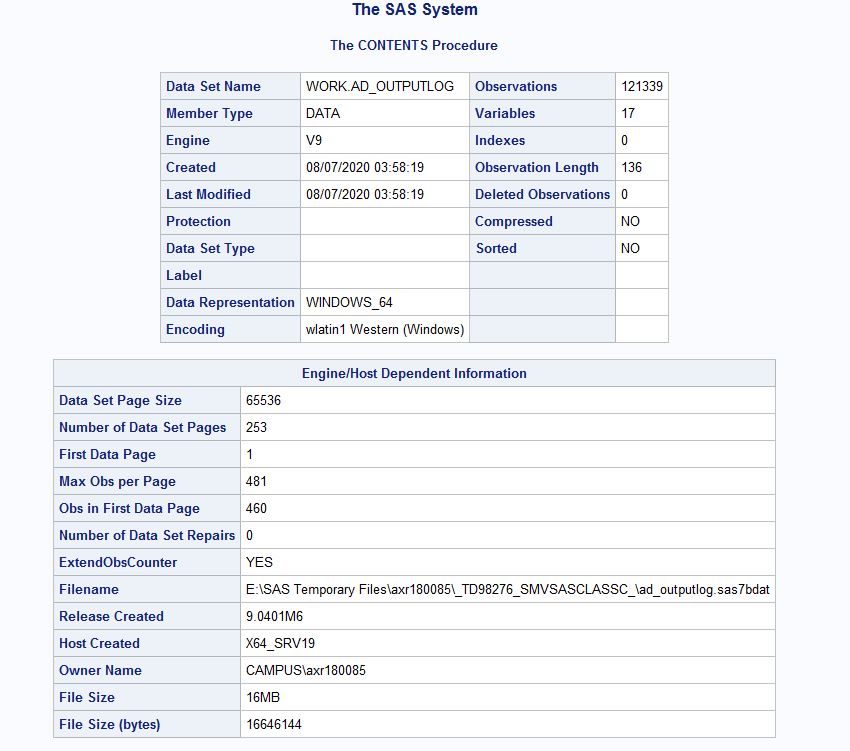 The SAS System
The CONTENTS Procedure
Data Set Name WORK.AD_OUTPUTLOG Observations 121339
Member Type DATA Variables 17
Engine V9 Indexes 0
Created 08/07/2020 03:58:19 Observation Length 136
Last Modified 08/07/2020 03:58:19 Deleted Observations 0
Protection Compressed NO
Data Set Type Sorted NO
Label
Data Representation WINDOWS_64
Encoding wlatin1 Western (Windows)
Engine/Host Dependent Information
Data Set Page Size 65536
Number of Data Set Pages 253
First Data Page 1
Max Obs per Page 481
Obs in First Data Page 460
Number of Data Set Repairs 0
ExtendObsCounter YES
Filename E:\SAS Temporary Files\axr180085\_TD98276_SMVSASCLASSC_\ad_outputlog.sas7bdat
Release Created 9.0401M6
Host Created X64_SRV19
Owner Name CAMPUS\axr180085
File Size 16MB
File Size (bytes) 16646144